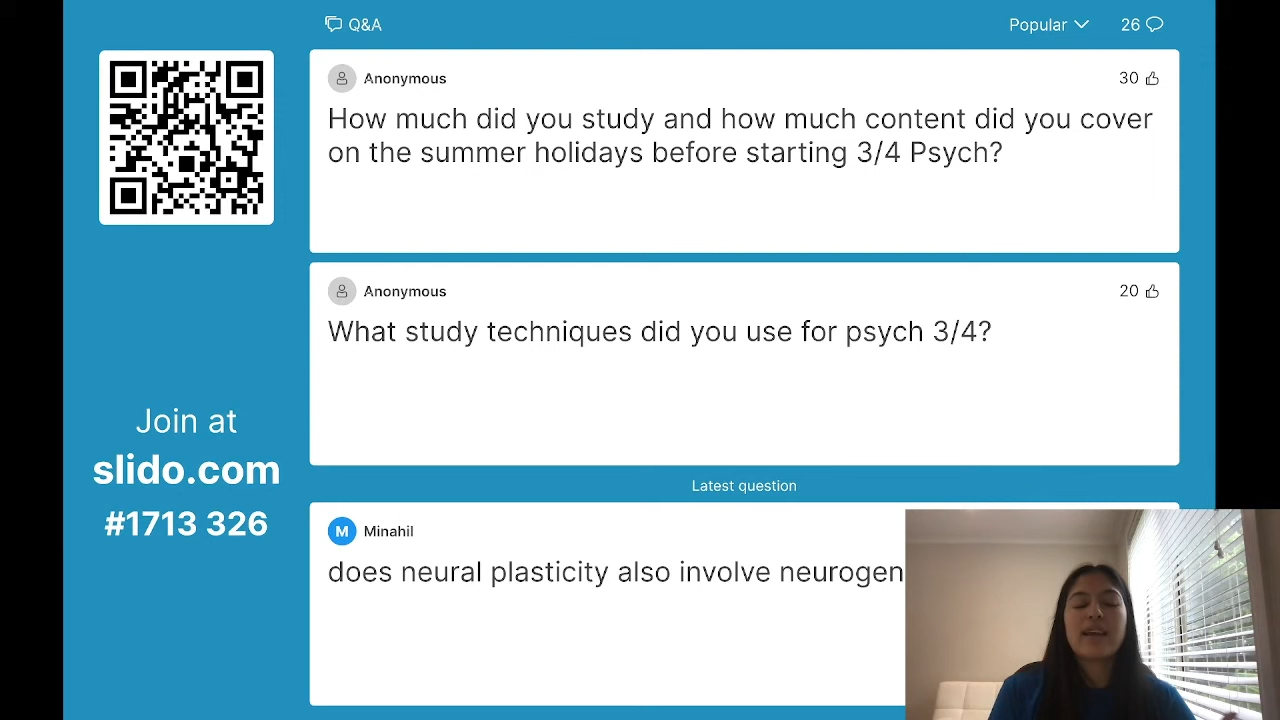 Q&A
Popular
26
Anonymous
30
How much did you study and how much content did you cover
on the summer holidays before starting 3/4 Psych?
Anonymous
20
What study techniques did you use for psych 3/4?
Join at
slido.com
#1713 326
Latest question
M
Minahil
does neural plasticity also involve